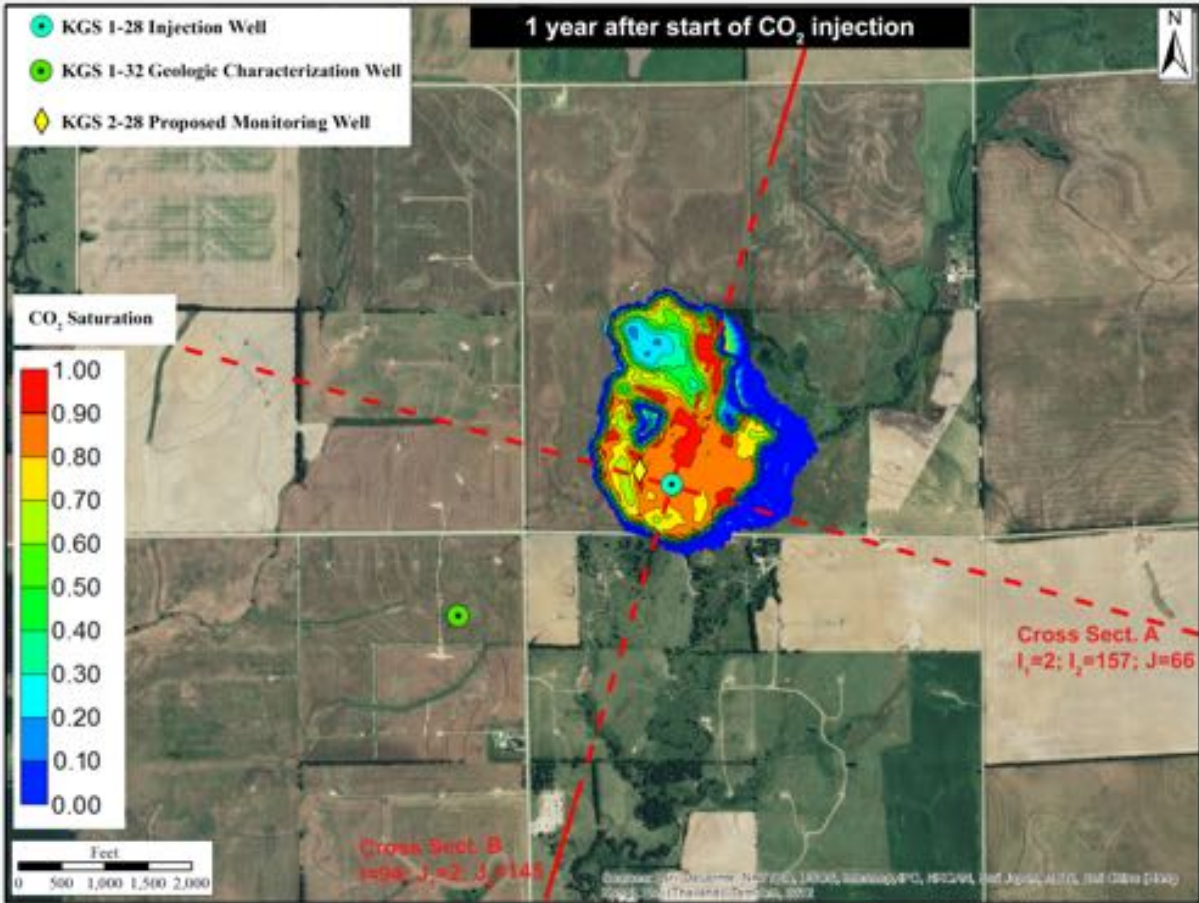 KGS 1-28 Injection Well
KGS 1-32 Geologic Characterization Well
KGS 2-28 Proposed Monitoring Well
1 year after start of CO₂ injection
N
CO₂ Saturation
1.00
0.90
0.80
0.70
0.60
0.50
0.40
0.30
0.20
0.10
0.00
Cross Sect. A
I₁=2; I₂=157; J=66
Cross Sect. B
Feet
0 500 1,000 1,500 2,000